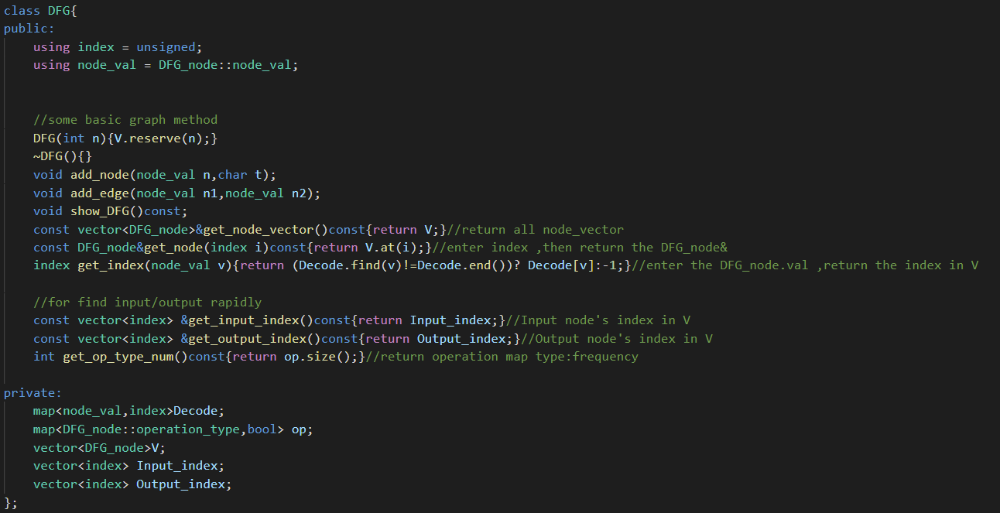 class DFG{
public:
    using index = unsigned;
    using node_val = DFG_node::node_val;
    //some basic graph method
    DFG(int n){V.reserve(n);}
    ~DFG(){}
    void add_node(node_val n,char t);
    void add_edge(node_val n1,node_val n2);
    void show_DFG()const;
    const vector<DFG_node>&get_node_vector()const{return V;}//return all node_vector
    const DFG_node&get_node(index i)const{return V.at(i);}//enter index ,then return the DFG_node&
    index get_index(node_val v){return (Decode.find(v)!=Decode.end())? Decode[v]:-1;}//enter the DFG_node.val ,return the index in V
    //for find input/output rapidly
    const vector<index> &get_input_index()const{return Input_index;}//Input node's index in V
    const vector<index> &get_output_index()const{return Output_index;}//Output node's index in V
    int get_op_type_num()const{return op.size();}//return operation map type:frequency
private:
    map<node_val,index>Decode;
    map<DFG_node::operation_type,bool> op;
    vector<DFG_node>V;
    vector<index> Input_index;
    vector<index> Output_index;
};